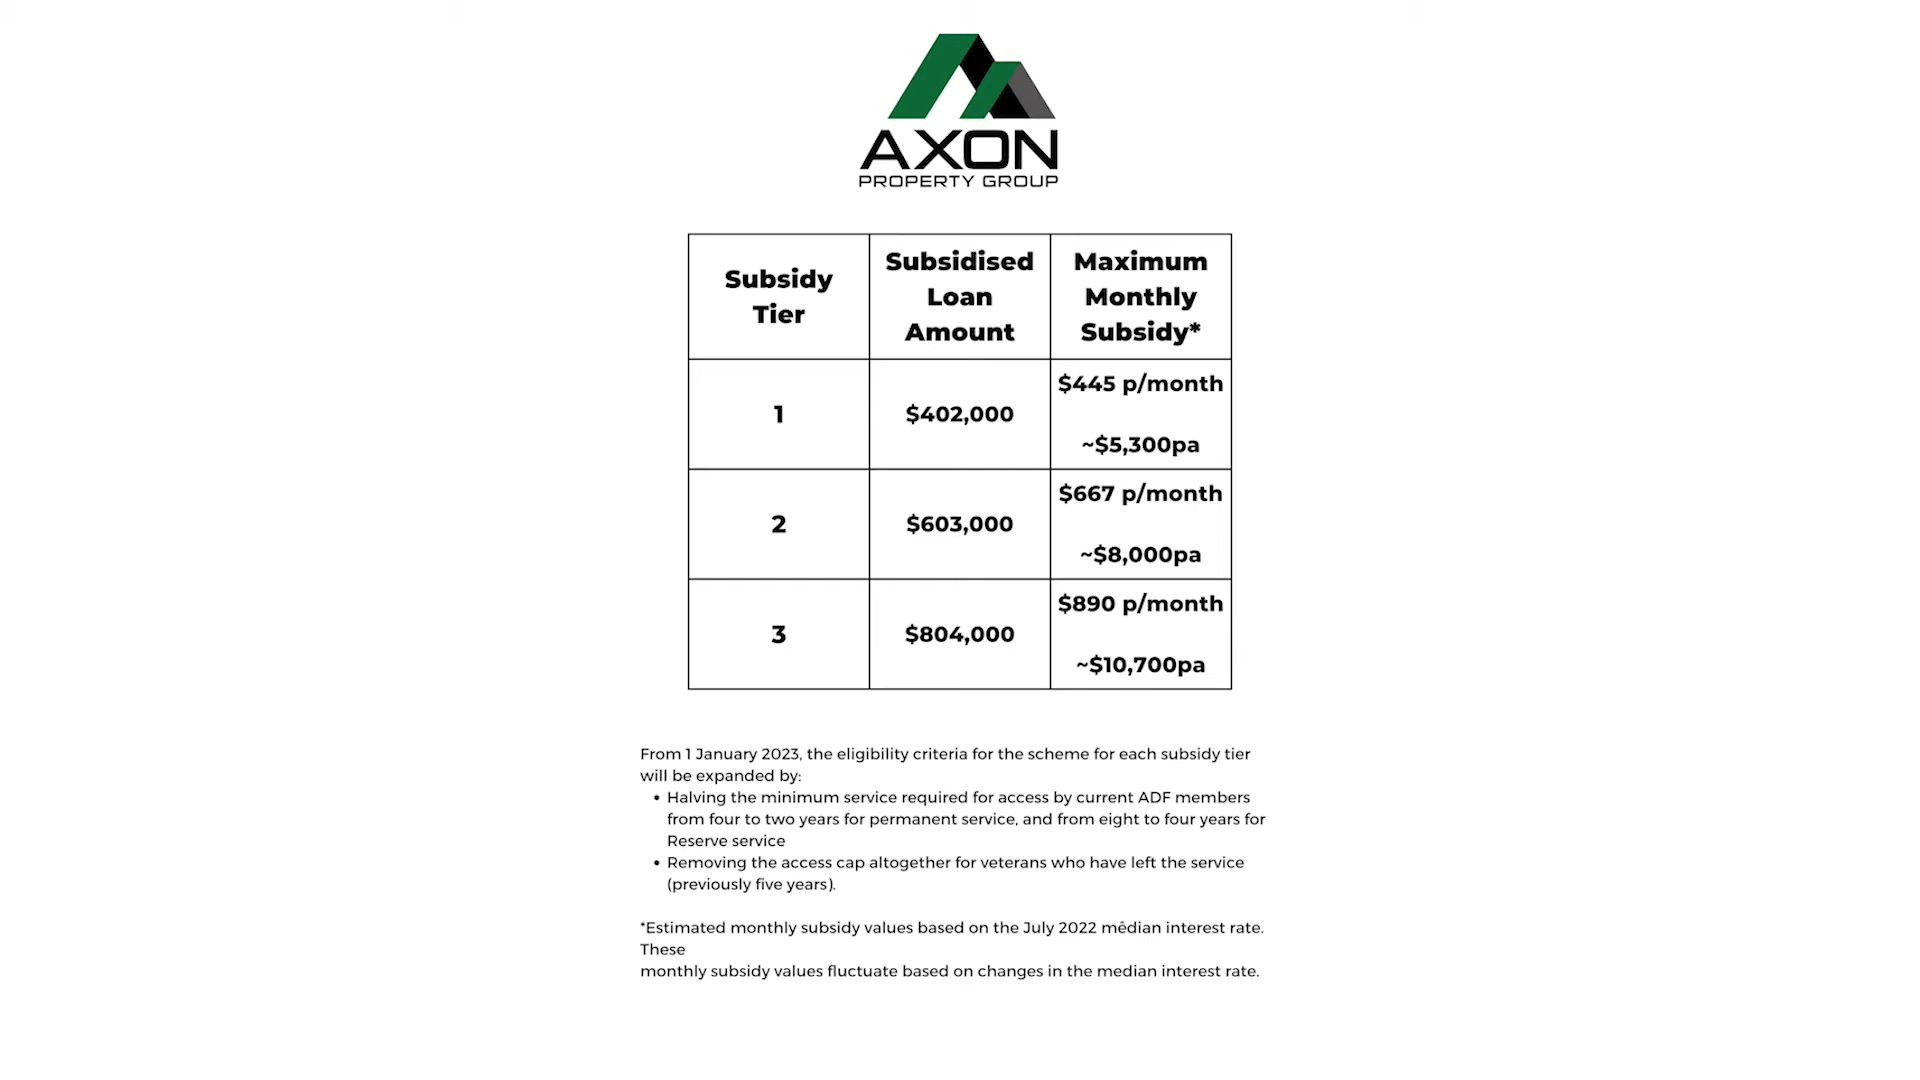 AXON
PROPERTY GROUP
Subsidy
Tier
Subsidised
Loan
Amount
Maximum
Monthly
Subsidy*
1
$402,000
$445 p/month
~$5,300pa
2
$603,000
$667 p/month
~$8,000pa
3
$804,000
$890 p/month
~$10,700pa
From 1 January 2023, the eligibility criteria for the scheme for each subsidy tier
will be expanded by:
• Halving the minimum service required for access by current ADF members
from four to two years for permanent service, and from eight to four years for
Reserve service
• Removing the access cap altogether for veterans who have left the service
(previously five years).
*Estimated monthly subsidy values based on the July 2022 mêdian interest rate.
These
monthly subsidy values fluctuate based on changes in the median interest rate.